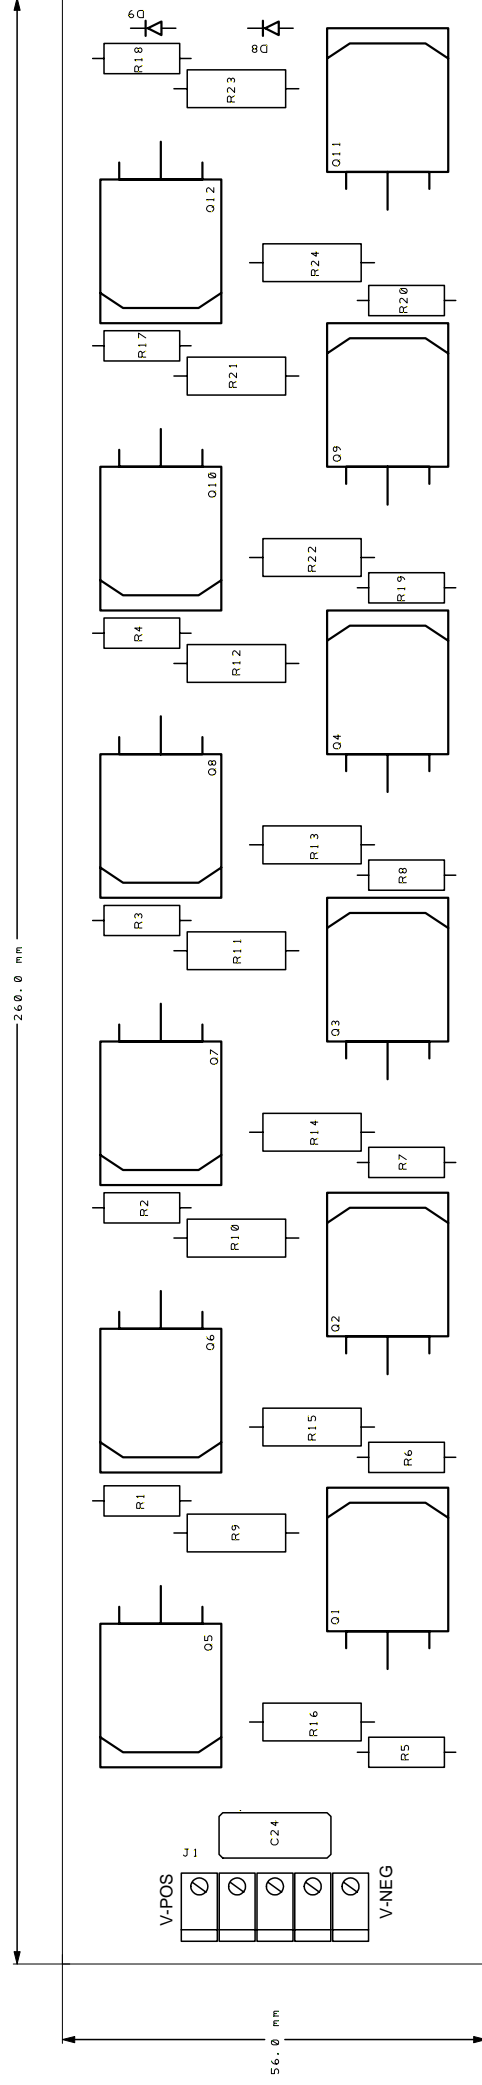 D9
D8
R18
R23
Q11
Q12
R24
R20
R17
R21
Q9
Q10
R22
R19
R4
R12
Q4
Q8
R13
R8
R3
R11
260.0 mm
Q3
Q7
R14
R7
R2
R10
Q2
Q6
R15
R6
R1
R9
Q1
Q5
R16
R5
C24
J1
V-POS
V-NEG
56.0 mm